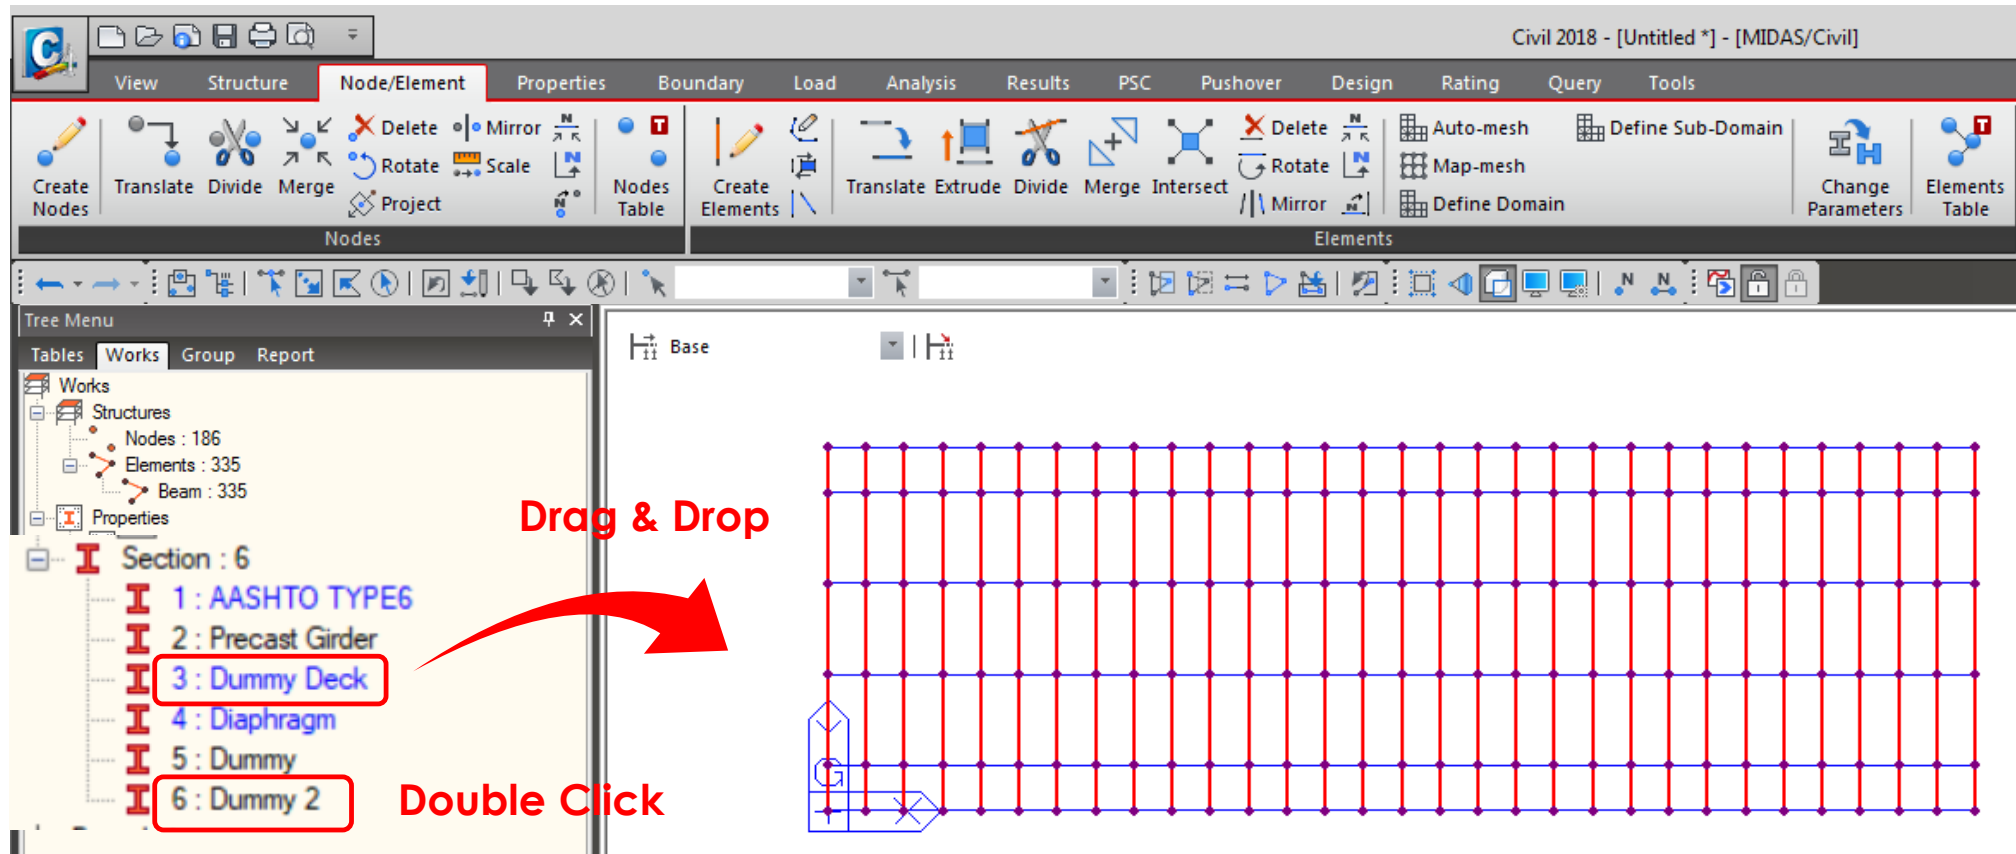 Civil 2018 - [Untitled *] - [MIDAS/Civil]
View Structure Node/Element Properties Boundary Load Analysis Results PSC Pushover Design Rating Query Tools
Create Nodes
Translate
Divide
Merge
Delete
Rotate
Project
Mirror
Scale
Nodes Table
Create Elements
Translate
Extrude
Divide
Merge
Intersect
Delete
Rotate
Mirror
Auto-mesh
Map-mesh
Define Domain
Define Sub-Domain
Change Parameters
Elements Table
Nodes
Elements
Tree Menu
Tables Works Group Report
Base
Works
Structures
Nodes : 186
Elements : 335
Beam : 335
Properties
Section : 6
1 : AASHTO TYPE6
2 : Precast Girder
3 : Dummy Deck
4 : Diaphragm
5 : Dummy
6 : Dummy 2
Drag & Drop
Double Click
G
X